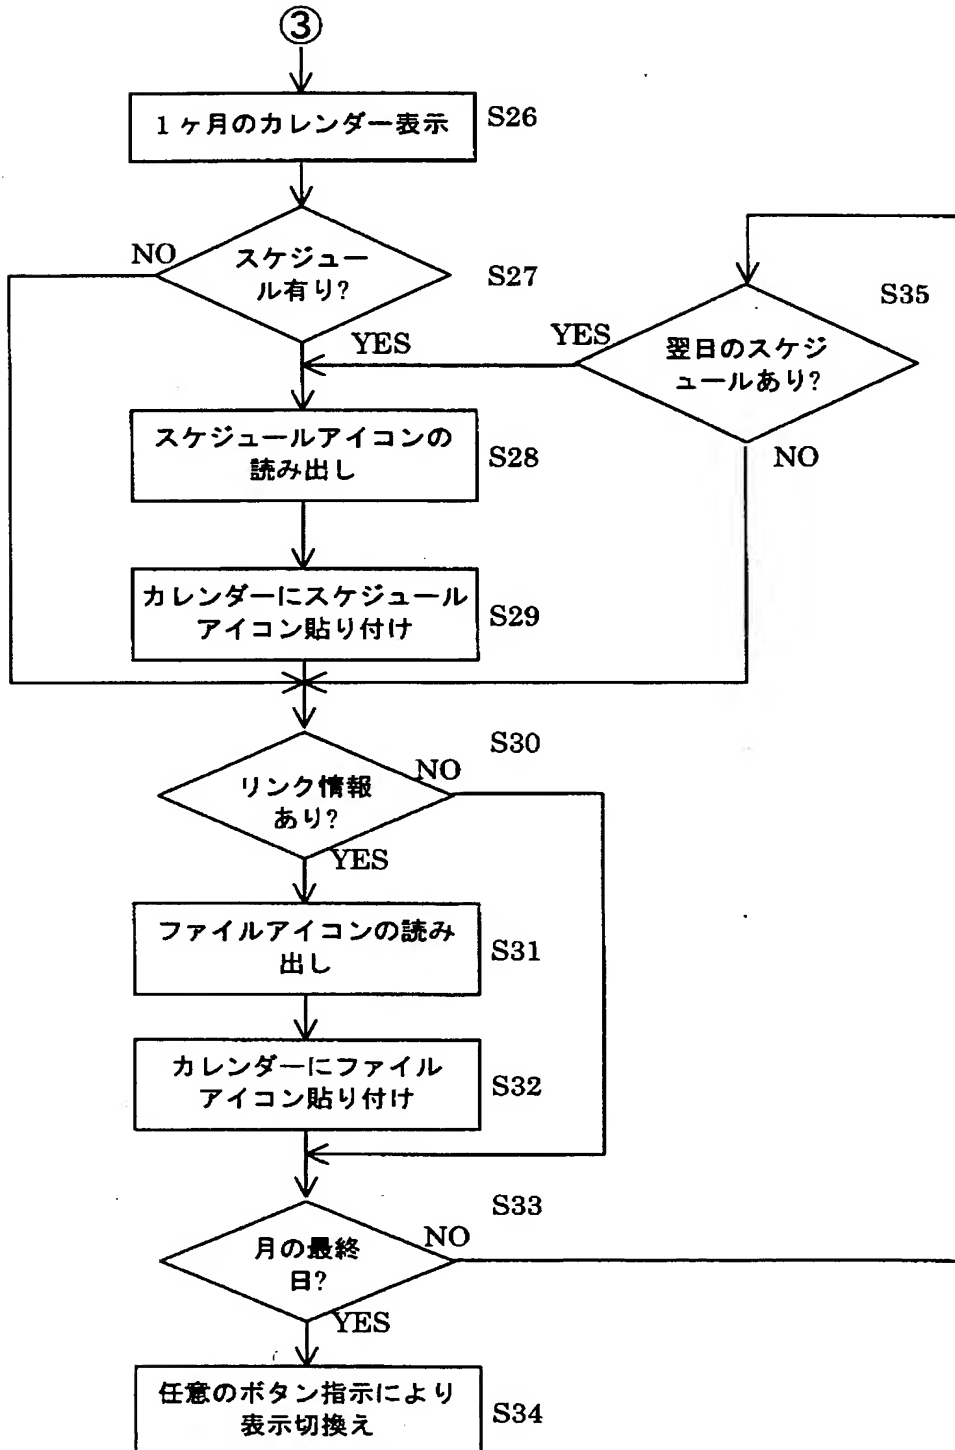 ③
1ヶ月のカレンダー表示
S26
NO
スケジュー
ル有り?
S27
YES
S35
YES
翌日のスケジ
ュールあり?
NO
スケジュールアイコンの
読み出し
S28
カレンダーにスケジュール
アイコン貼り付け
S29
S30
リンク情報
あり?
NO
YES
ファイルアイコンの読み
出し
S31
カレンダーにファイル
アイコン貼り付け
S32
S33
月の最終
日?
NO
YES
任意のボタン指示により
表示切換え
S34